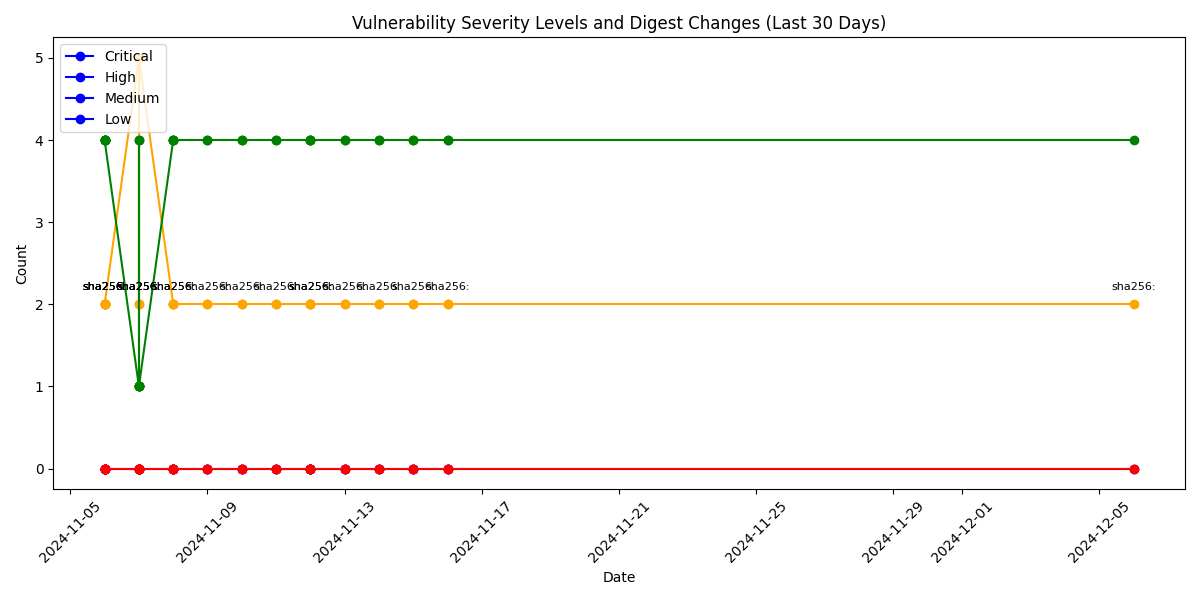 Vulnerability Severity Levels and Digest Changes (Last 30 Days)
Critical
High
Medium
Low
Count
5
4
3
2
1
0
sha256: sha256: sha256: sha256: sha256: sha256: sha256: sha256: sha256: sha256: sha256: sha256:
2024-11-05 2024-11-09 2024-11-13 2024-11-17 2024-11-21 2024-11-25 2024-11-29 2024-12-01 2024-12-05
Date